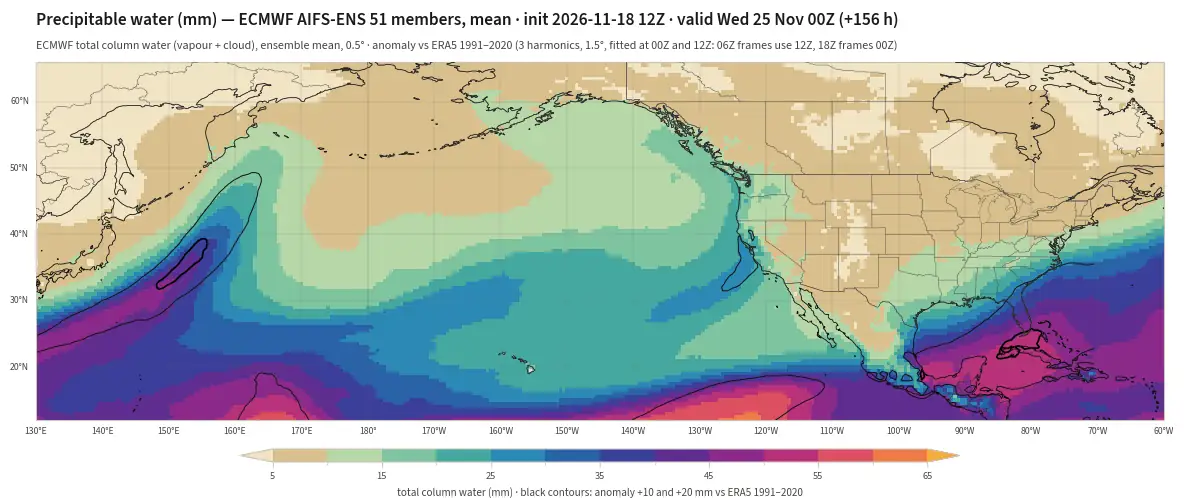 Precipitable water (mm) — ECMWF AIFS-ENS 51 members, mean · init 2026-11-18 12Z · valid Wed 25 Nov 00Z (+156 h)
ECMWF total column water (vapour + cloud), ensemble mean, 0.5° · anomaly vs ERA5 1991–2020 (3 harmonics, 1.5°, fitted at 00Z and 12Z: 06Z frames use 12Z, 18Z frames 00Z)
60°N
50°N
40°N
30°N
20°N
130°E 140°E 150°E 160°E 170°E 180° 170°W 160°W 150°W 140°W 130°W 120°W 110°W 100°W 90°W 80°W 70°W 60°W
5 15 25 35 45 55 65
total column water (mm) · black contours: anomaly +10 and +20 mm vs ERA5 1991–2020